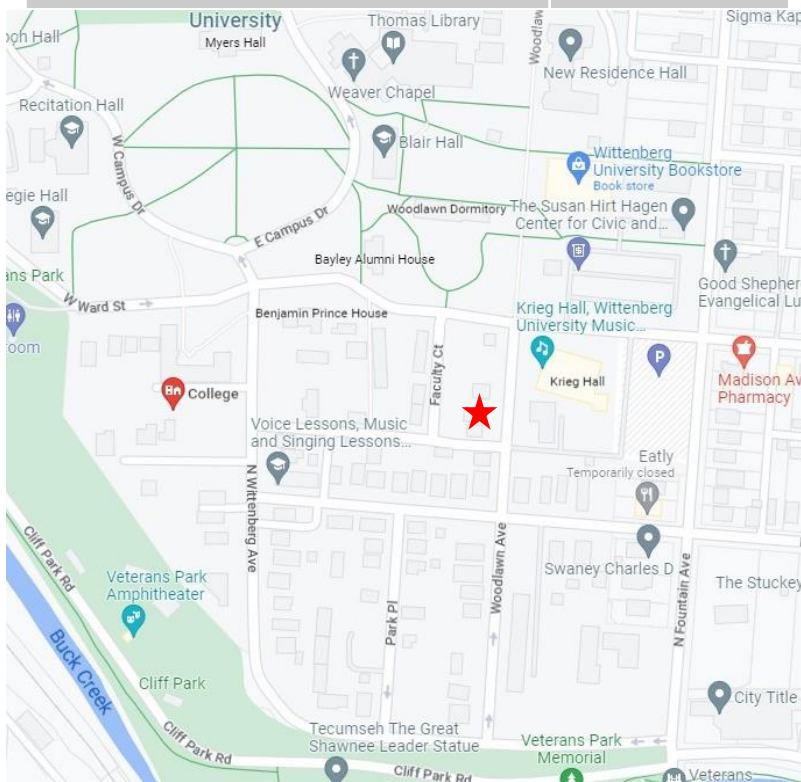 University
Thomas Library
Sigma Kap
och Hall
Myers Hall
Woodlawn
New Residence Hall
Weaver Chapel
Recitation Hall
W Campus Dr
Blair Hall
Wittenberg
University Bookstore
Book store
egie Hall
Woodlawn Dormitory
The Susan Hirt Hagen
Center for Civic and...
E Campus Dr
Bayley Alumni House
ans Park
Good Shepher
Evangelical Lu
W Ward St
Benjamin Prince House
Krieg Hall, Wittenberg
University Music...
room
Faculty Ct
P
Krieg Hall
Madison Av
Pharmacy
College
Voice Lessons, Music
and Singing Lessons...
Eatly
Temporarily closed
N Wittenberg Ave
Cliff Park Rd
Woodlawn Ave
Swaney Charles D
N Fountain Ave
The Stuckey
Veterans Park
Amphitheater
Park Pl
Buck Creek
Cliff Park
City Title
Cliff Park Rd
Tecumseh The Great
Shawnee Leader Statue
Veterans Park
Memorial
Cliff Park Rd
Veterans